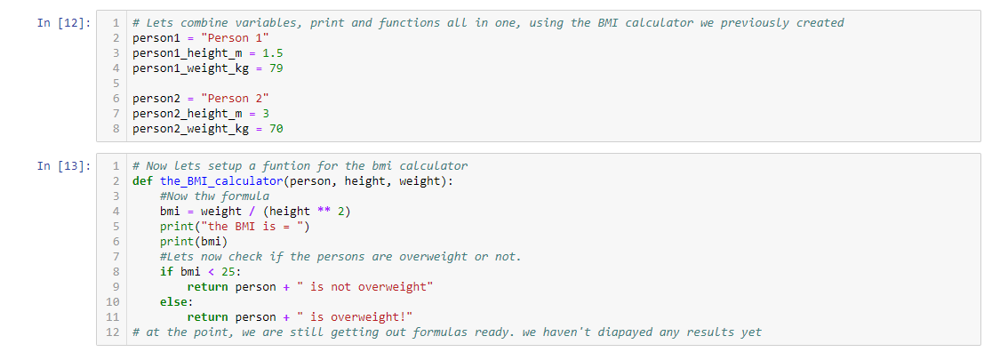 In [12]:
1 # Lets combine variables, print and functions all in one, using the BMI calculator we previously created
2 person1 = "Person 1"
3 person1_height_m = 1.5
4 person1_weight_kg = 79
5
6 person2 = "Person 2"
7 person2_height_m = 3
8 person2_weight_kg = 70
In [13]:
1 # Now Lets setup a funtion for the bmi calculator
2 def the_BMI_calculator(person, height, weight):
3     #Now thw formula
4     bmi = weight / (height ** 2)
5     print("the BMI is = ")
6     print(bmi)
7     #Lets now check if the persons are overweight or not.
8     if bmi < 25:
9         return person + " is not overweight"
10     else:
11         return person + " is overweight!"
12 # at the point, we are still getting out formulas ready. we haven't diapayed any results yet